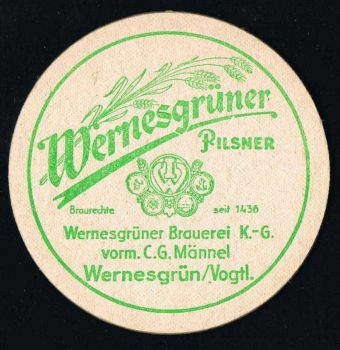 Wernesgrüner
PILSNER
W
Braurechte seit 1436
Wernesgrüner Brauerei K.-G.
vorm. C.G. Männel
Wernesgrün/Vogtl.